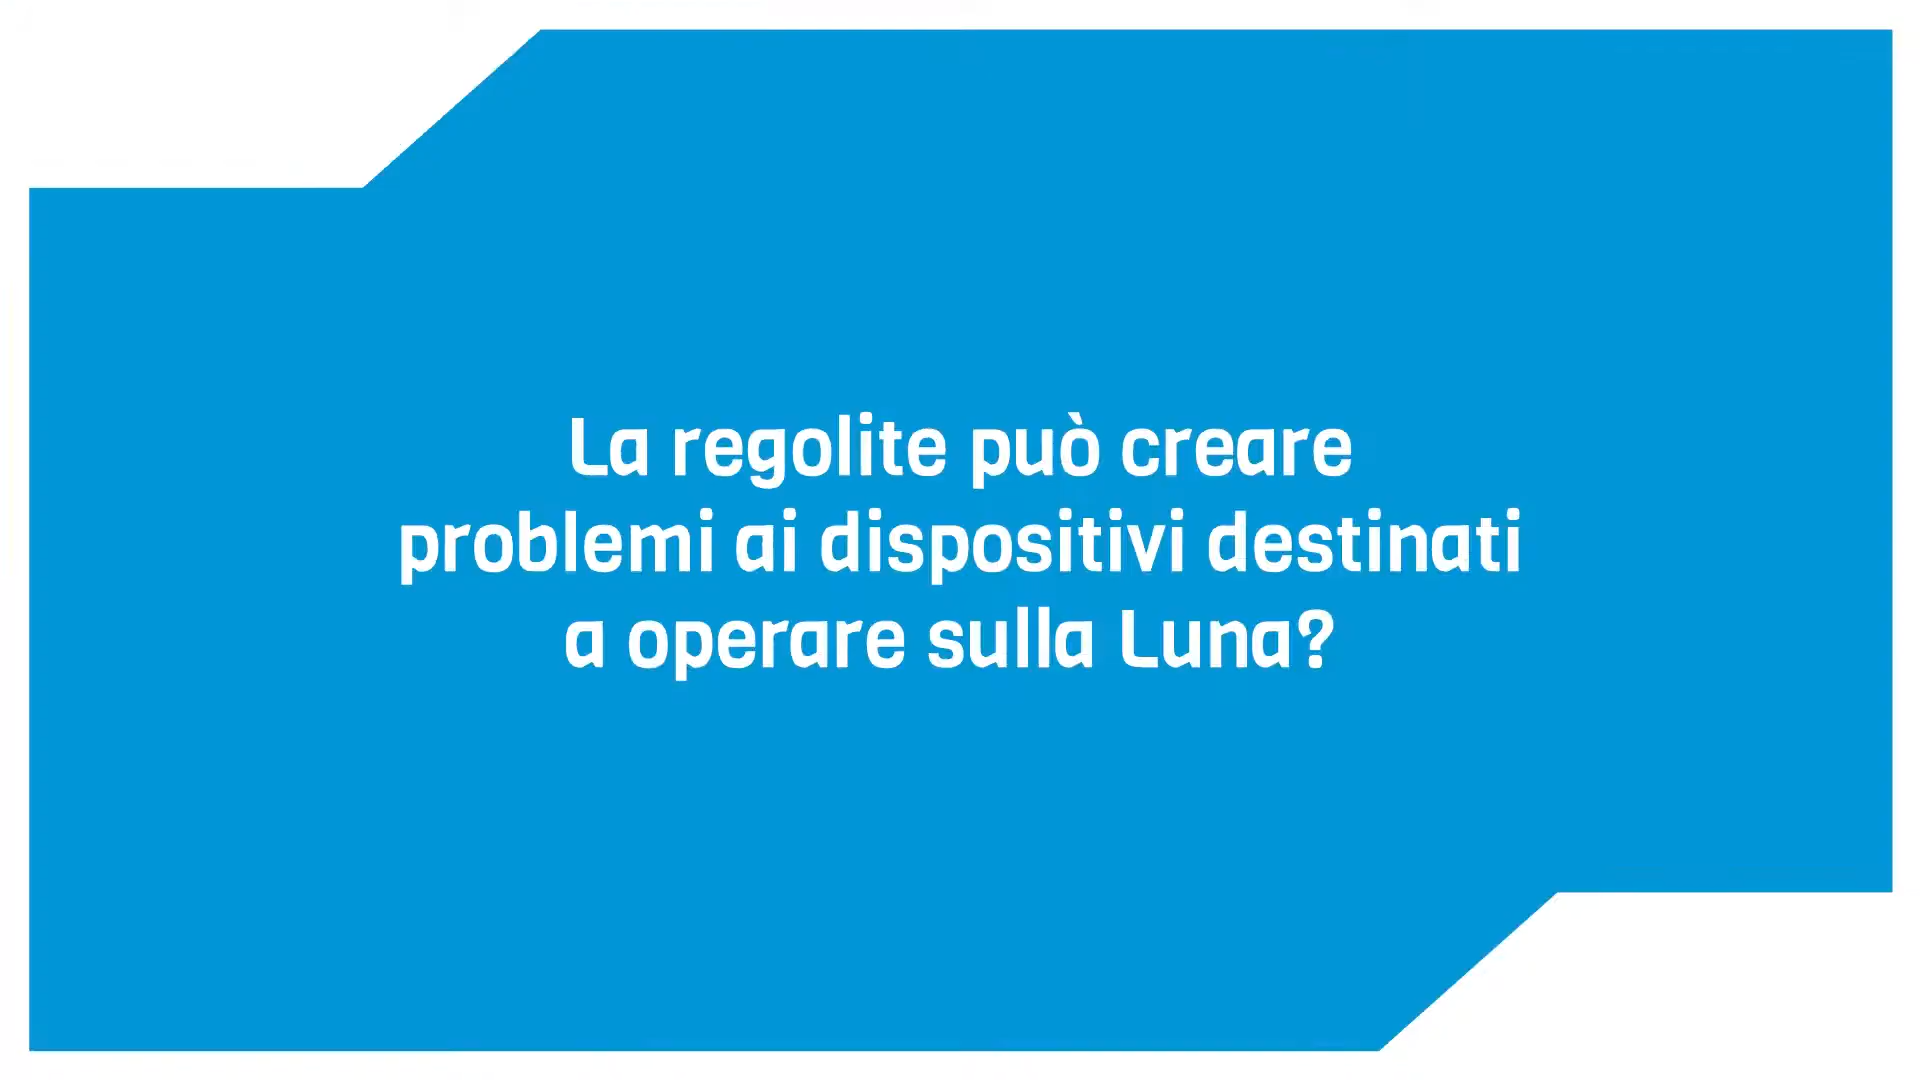 La regolite può creare
problemi ai dispositivi destinati
a operare sulla Luna?